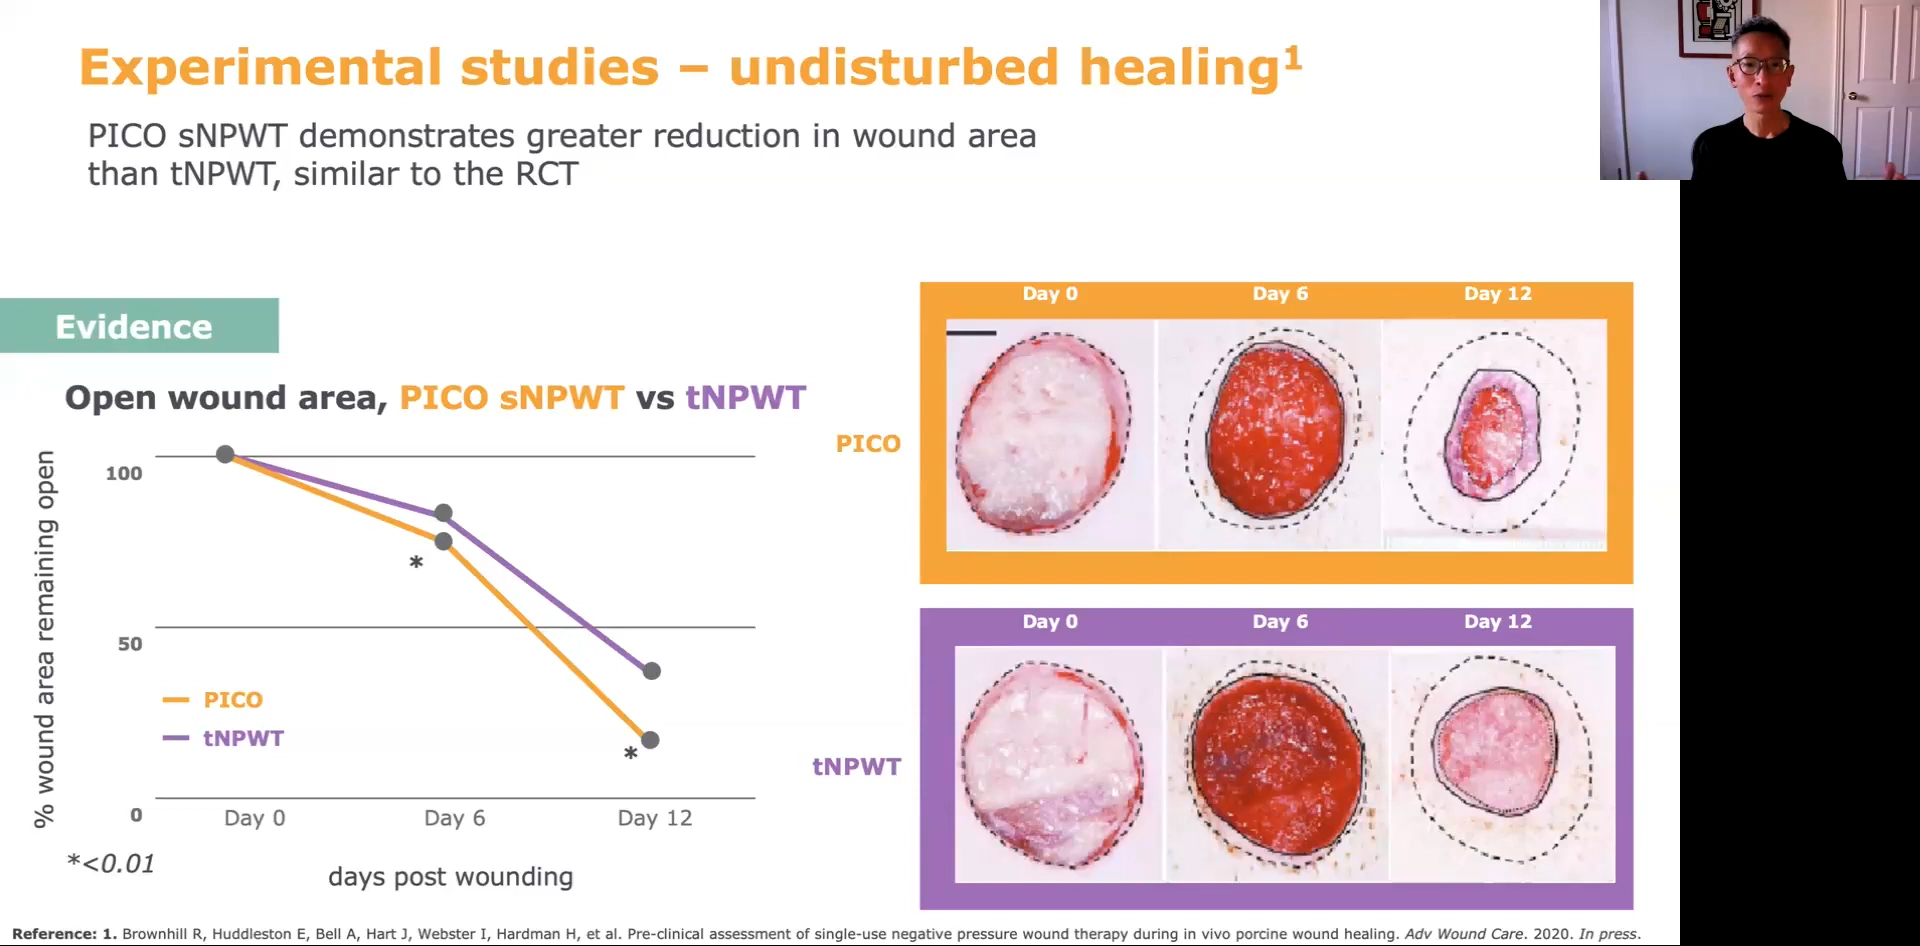 Experimental studies – undisturbed healing¹
PICO sNPWT demonstrates greater reduction in wound area
than tNPWT, similar to the RCT
Evidence
Open wound area, PICO sNPWT vs tNPWT
% wound area remaining open
100
50
0
*
*
PICO
tNPWT
Day 0 Day 6 Day 12
*<0.01
days post wounding
PICO
Day 0 Day 6 Day 12
tNPWT
Day 0 Day 6 Day 12
Reference: 1. Brownhill R, Huddleston E, Bell A, Hart J, Webster I, Hardman H, et al. Pre-clinical assessment of single-use negative pressure wound therapy during in vivo porcine wound healing. Adv Wound Care. 2020. In press.